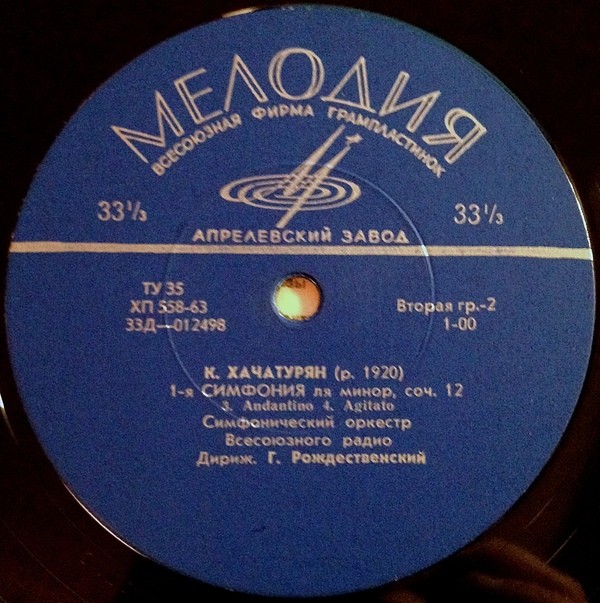 МЕЛОДИЯ
ВСЕСОЮЗНАЯ ФИРМА ГРАМПЛАСТИНОК
33⅓ 33⅓
АПРЕЛЕВСКИЙ ЗАВОД
ТУ 35
ХП 558-63
33Д—012498
Вторая гр.-2
1-00
К. ХАЧАТУРЯН (р. 1920)
1-я СИМФОНИЯ ля минор, соч. 12
3. Andantino 4. Agitato
Симфонический оркестр
Всесоюзного радио
Дириж. Г. Рождественский